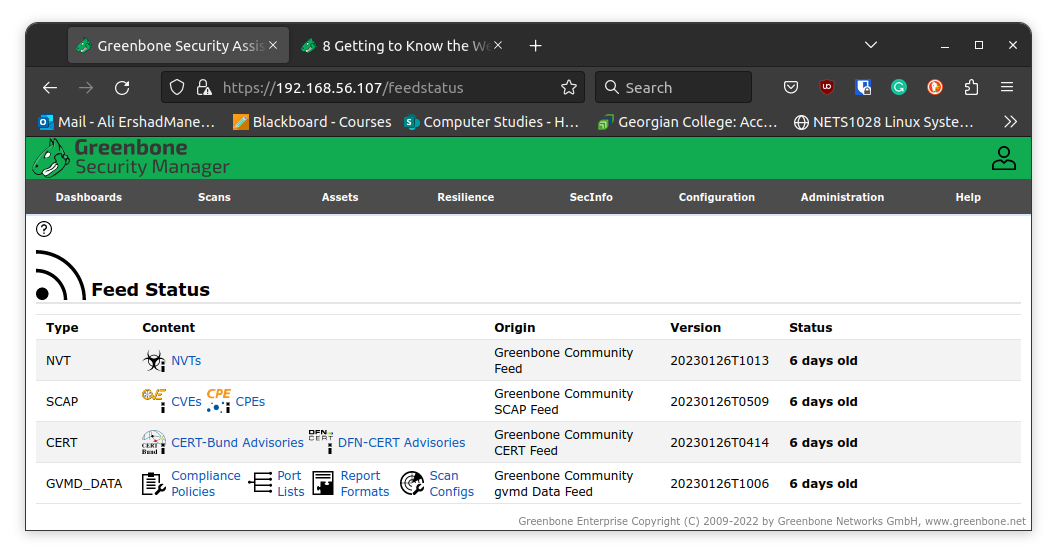 Greenbone Security Assis
8 Getting to Know the We
https://192.168.56.107/feedstatus
Search
Mail - Ali ErshadMane...
Blackboard - Courses
Computer Studies - H...
Georgian College: Acc...
NETS1028 Linux Syste...
Greenbone
Security Manager
Dashboards Scans Assets Resilience SecInfo Configuration Administration Help
Feed Status
Type Content Origin Version Status
NVT NVTs Greenbone Community
Feed 20230126T1013 6 days old
SCAP CVE CVEs CPE CPEs Greenbone Community
SCAP Feed 20230126T0509 6 days old
CERT CERT Bund CERT-Bund Advisories DFN CERT DFN-CERT Advisories Greenbone Community
CERT Feed 20230126T0414 6 days old
GVMD_DATA Compliance
Policies Port
Lists Report
Formats Scan
Configs Greenbone Community
gvmd Data Feed 20230126T1006 6 days old
Greenbone Enterprise Copyright (C) 2009-2022 by Greenbone Networks GmbH, www.greenbone.net